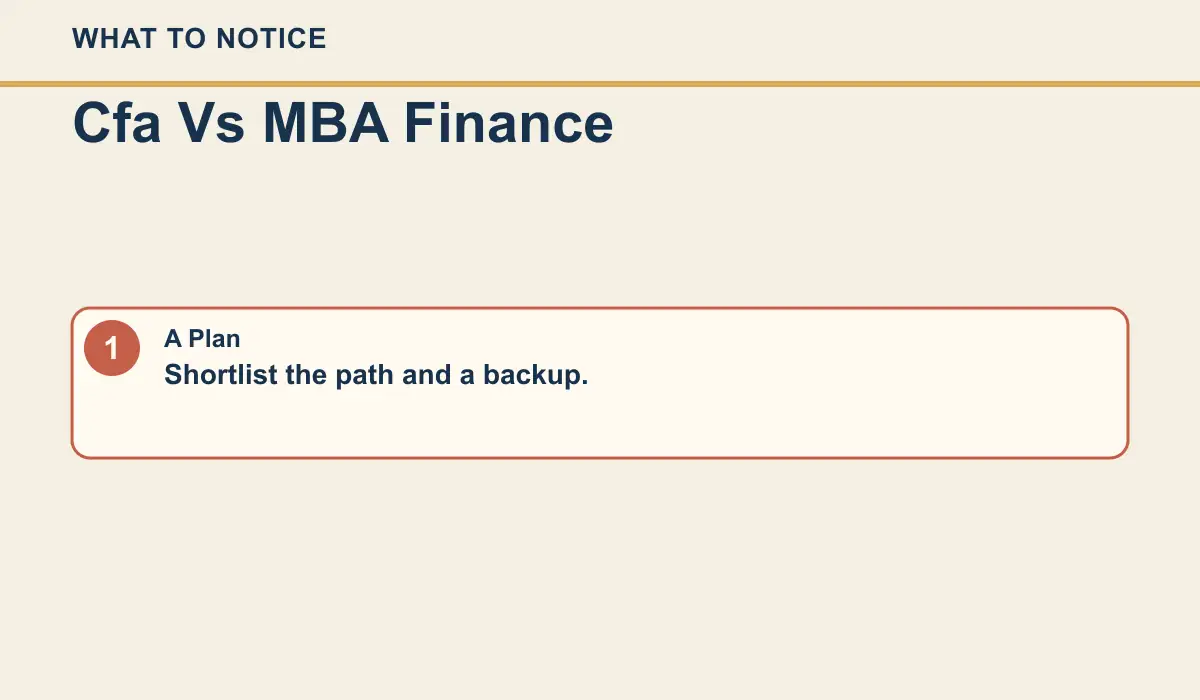 WHAT TO NOTICE
Cfa Vs MBA Finance
1
A Plan
Shortlist the path and a backup.